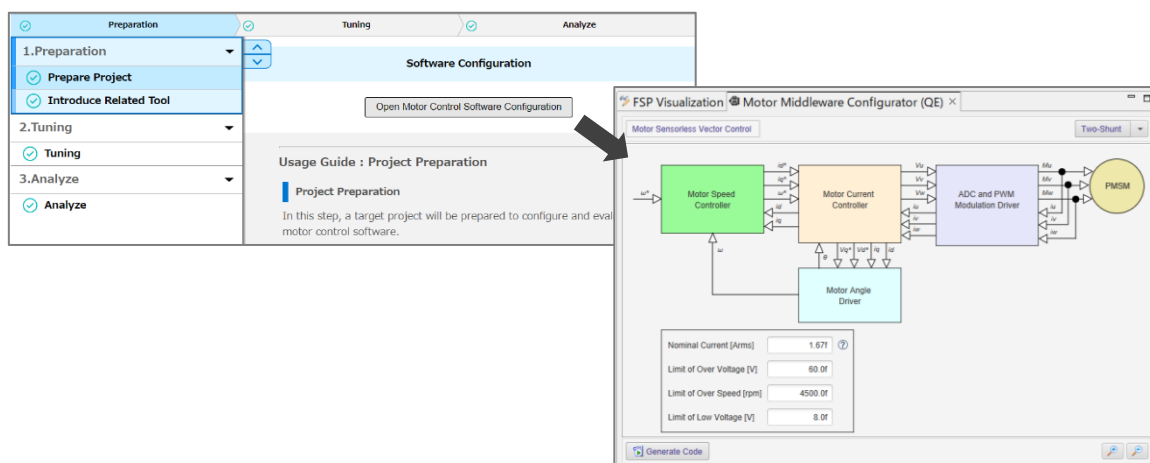 Preparation
Tuning
Analyze
1.Preparation
Prepare Project
Introduce Related Tool
2.Tuning
Tuning
3.Analyze
Analyze
Software Configuration
Open Motor Control Software Configuration
Usage Guide : Project Preparation
Project Preparation
In this step, a target project will be prepared to configure and eval
motor control software.
FSP Visualization
Motor Middleware Configurator (QE)
Motor Sensorless Vector Control
Two-Shunt
ω*
Motor Speed
Controller
id*
iq*
ω*
id
iq
Motor Current
Controller
Vu
Vv
Vw
iu
iv
iw
ADC and PWM
Modulation Driver
Mu
Mv
Mw
iu
iv
iw
PMSM
ω
θ
Vq*
Vd*
iq
id
Motor Angle
Driver
Nominal Current [Arms]
1.67f
Limit of Over Voltage [V]
60.0f
Limit of Over Speed [rpm]
4500.0f
Limit of Low Voltage [V]
8.0f
Generate Code